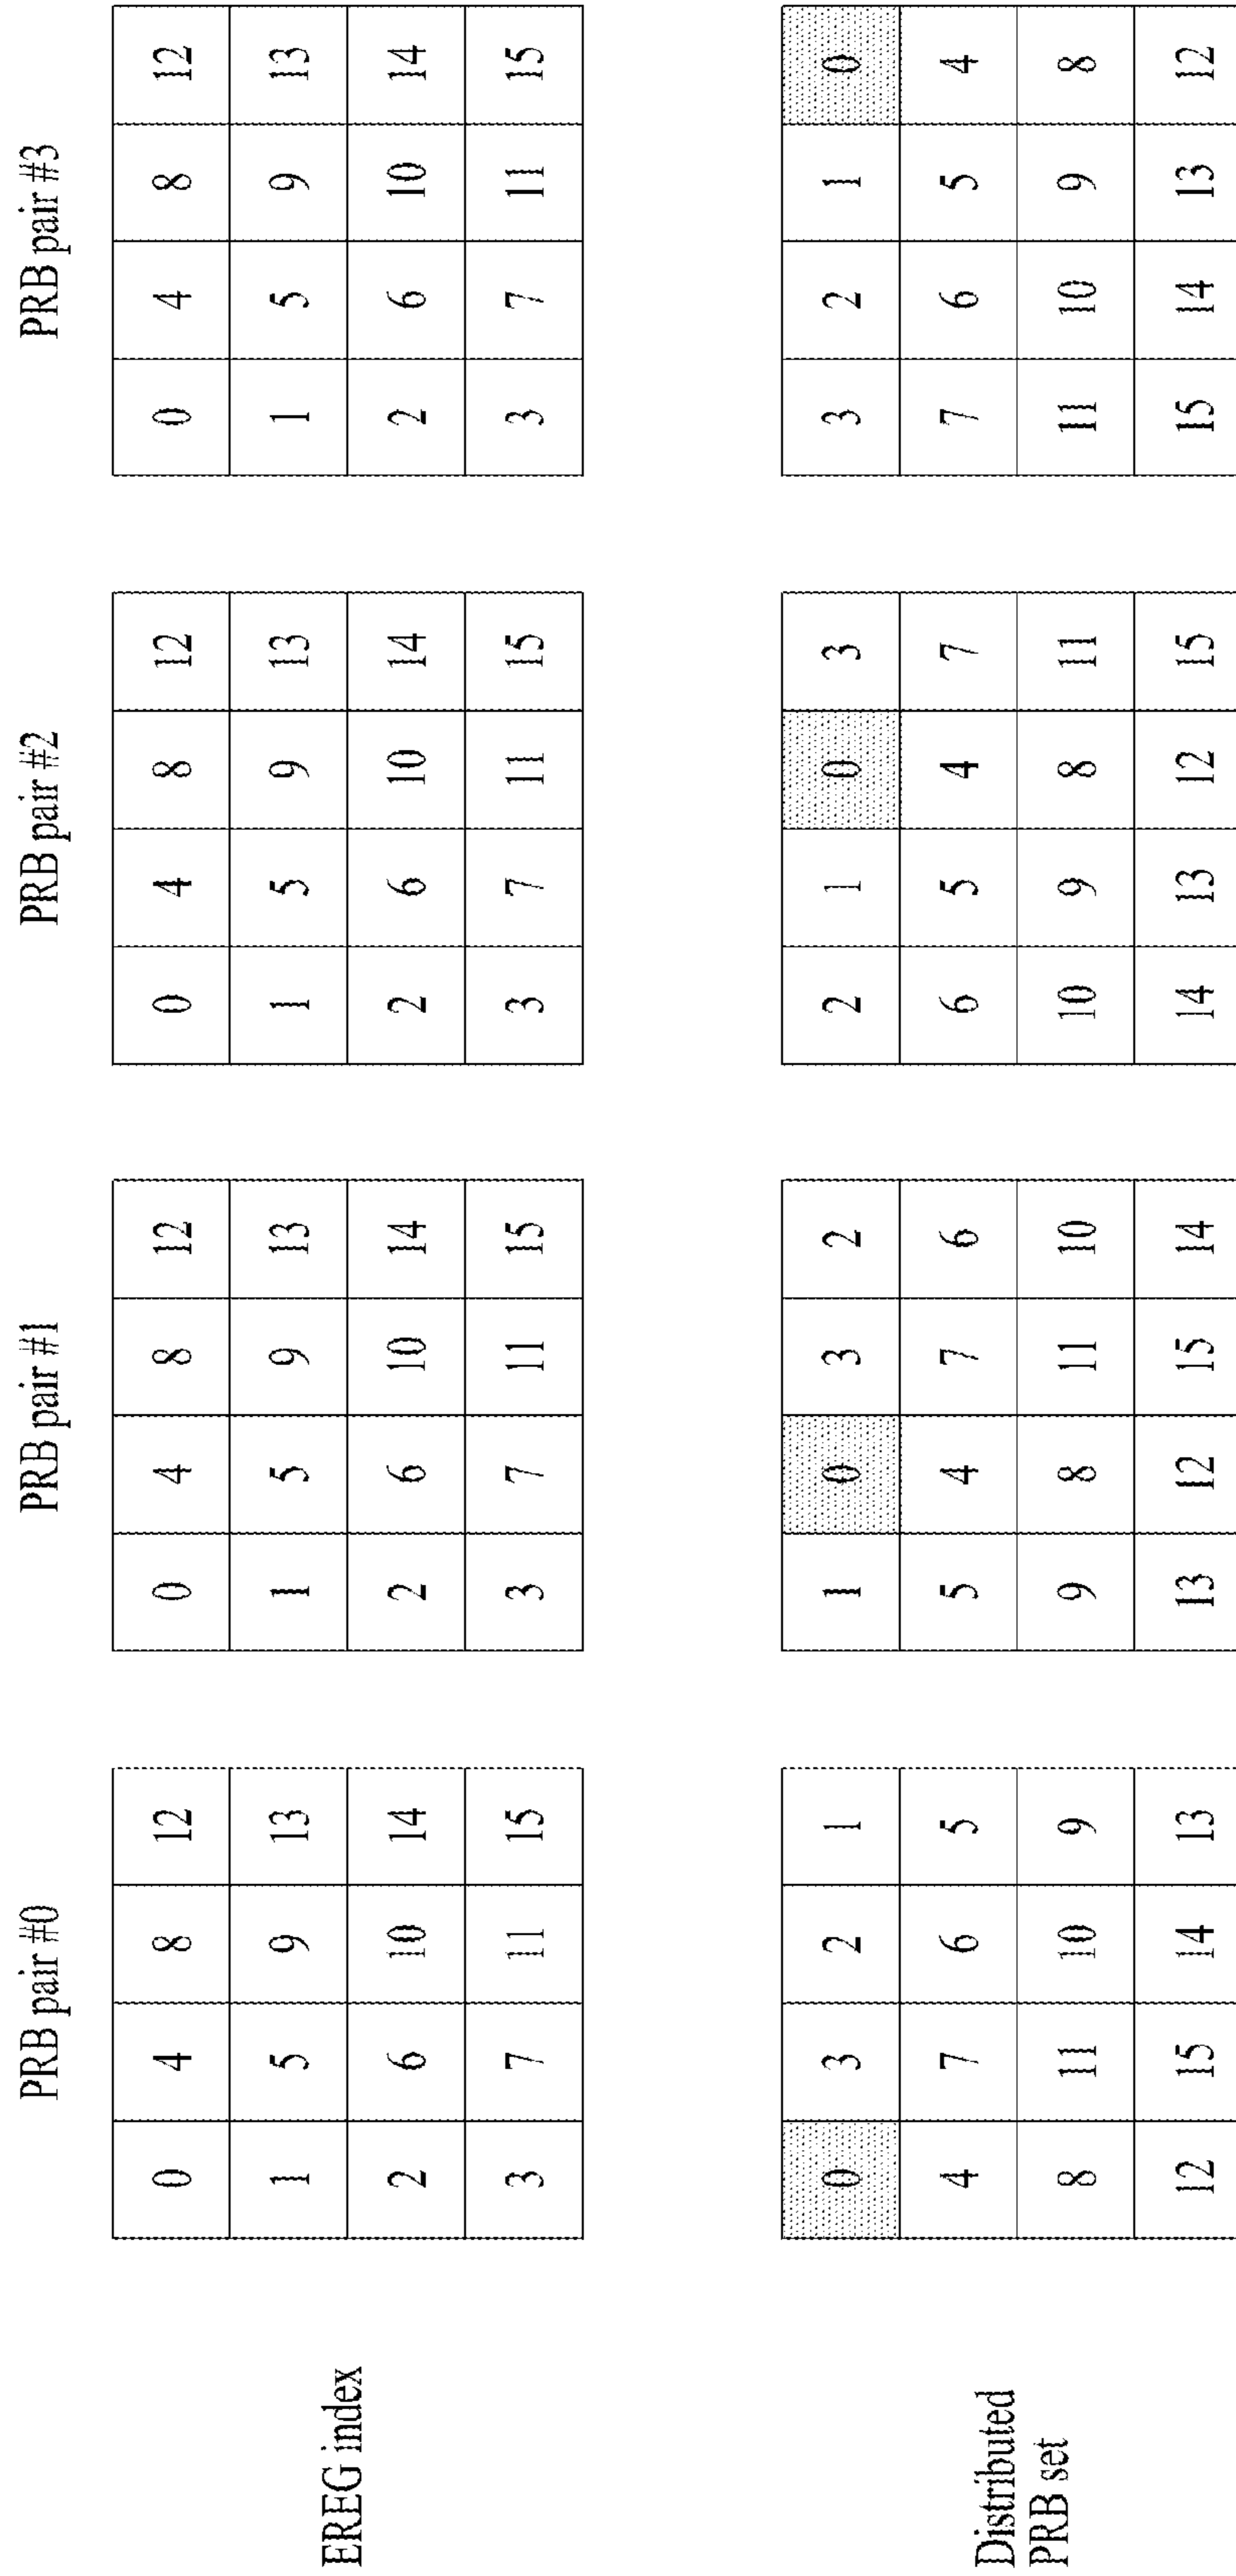 PRB pair #0 PRB pair #1 PRB pair #2 PRB pair #3
EREG index
0 4 8 12 0 4 8 12 0 4 8 12 0 4 8 12
1 5 9 13 1 5 9 13 1 5 9 13 1 5 9 13
2 6 10 14 2 6 10 14 2 6 10 14 2 6 10 14
3 7 11 15 3 7 11 15 3 7 11 15 3 7 11 15
Distributed
PRB set
0 3 2 1 1 0 3 2 2 1 0 3 3 2 1 0
4 7 6 5 5 4 7 6 6 5 4 7 7 6 5 4
8 11 10 9 9 8 11 10 10 9 8 11 11 10 9 8
12 15 14 13 13 12 15 14 14 13 12 15 15 14 13 12